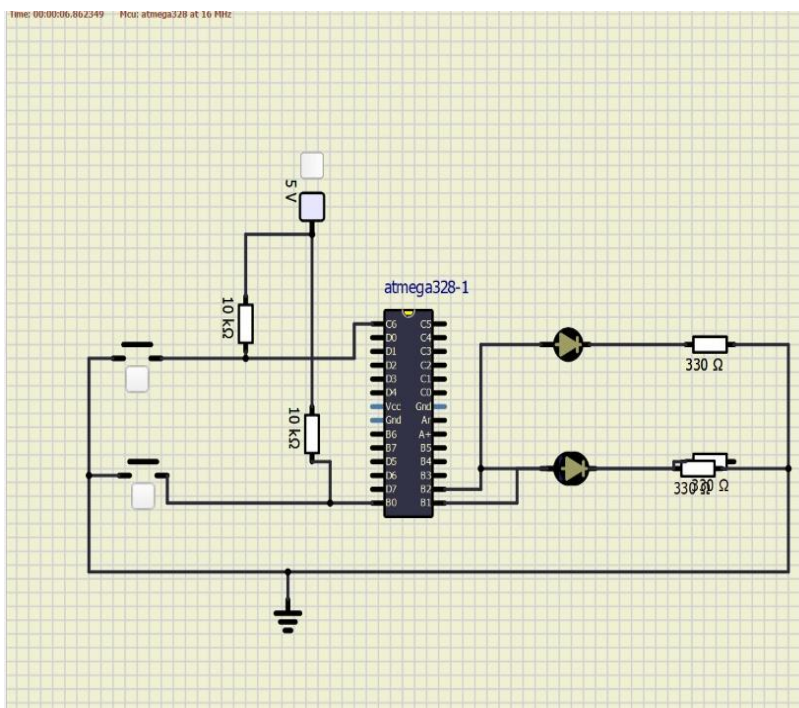 Time: 00:00:06.862349 Mcu: atmega328 at 16 MHz
5 V
atmega328-1
10 kΩ
10 kΩ
C6 C5
D0 C4
D1 C3
D2 C2
D3 C1
D4 C0
Vcc Gnd
Gnd Ar
B6 A+
B7 B5
D5 B4
D6 B3
D7 B2
B0 B1
330 Ω
330 Ω
330 Ω